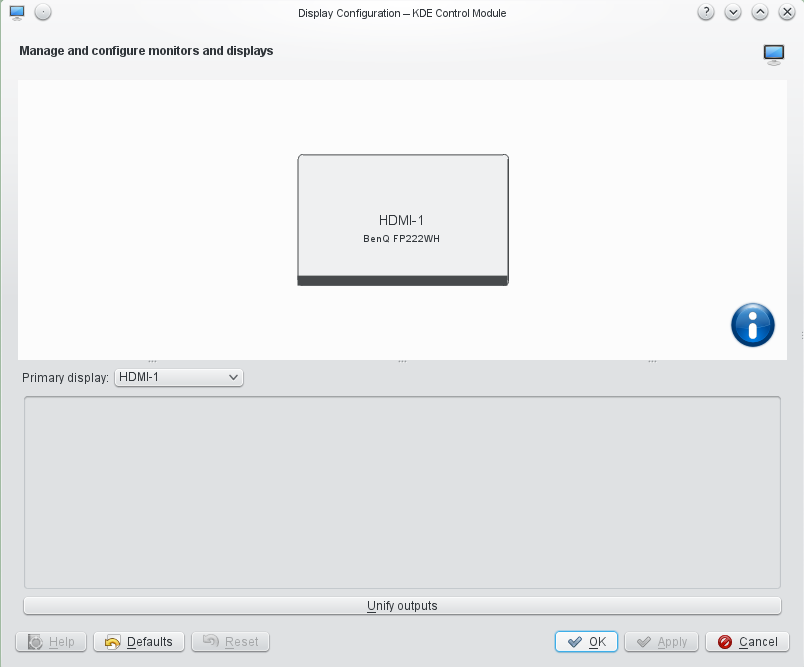 Display Configuration – KDE Control Module
Manage and configure monitors and displays
HDMI-1
BenQ FP222WH
Primary display: HDMI-1
Unify outputs
Help Defaults Reset OK Apply Cancel